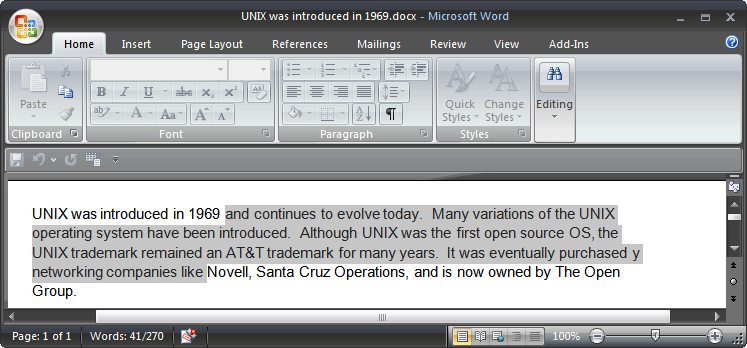 UNIX was introduced in 1969.docx - Microsoft Word
Home Insert Page Layout References Mailings Review View Add-Ins
Paste
B I U abc X₂ X² 
Aa A A
Quick Styles Change Styles
Editing
Clipboard Font Paragraph Styles
UNIX was introduced in 1969 and continues to evolve today. Many variations of the UNIX
operating system have been introduced. Although UNIX was the first open source OS, the
UNIX trademark remained an AT&T trademark for many years. It was eventually purchased y
networking companies like Novell, Santa Cruz Operations, and is now owned by The Open
Group.
Page: 1 of 1 Words: 41/270 100%